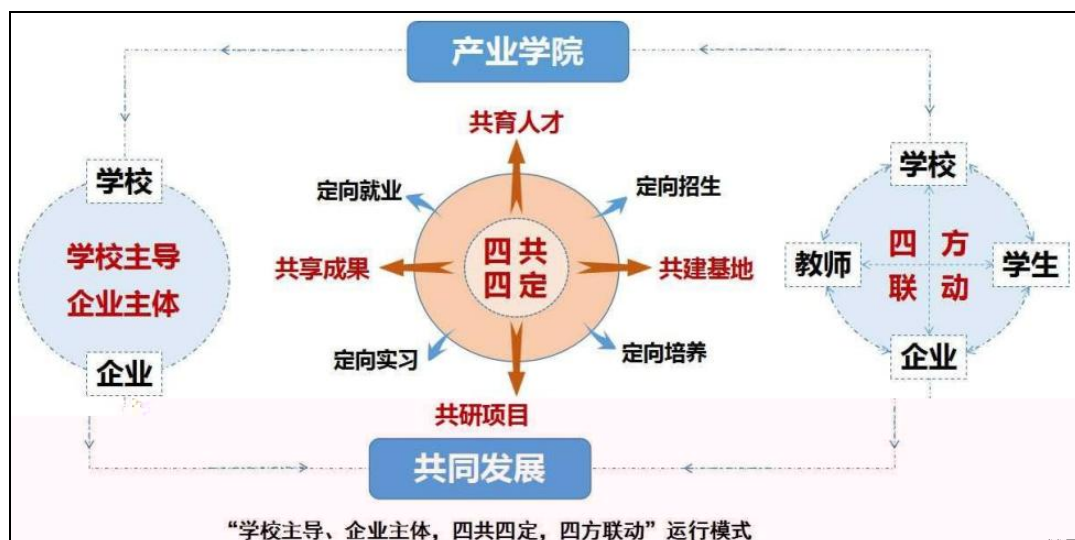 产业学院
共育人才
学校
定向就业
定向招生
学校
学校主导
企业主体
共享成果
四共
四定
共建基地
教师
四方
联动
学生
企业
定向实习
定向培养
企业
共研项目
共同发展
“学校主导、企业主体，四共四定，四方联动”运行模式